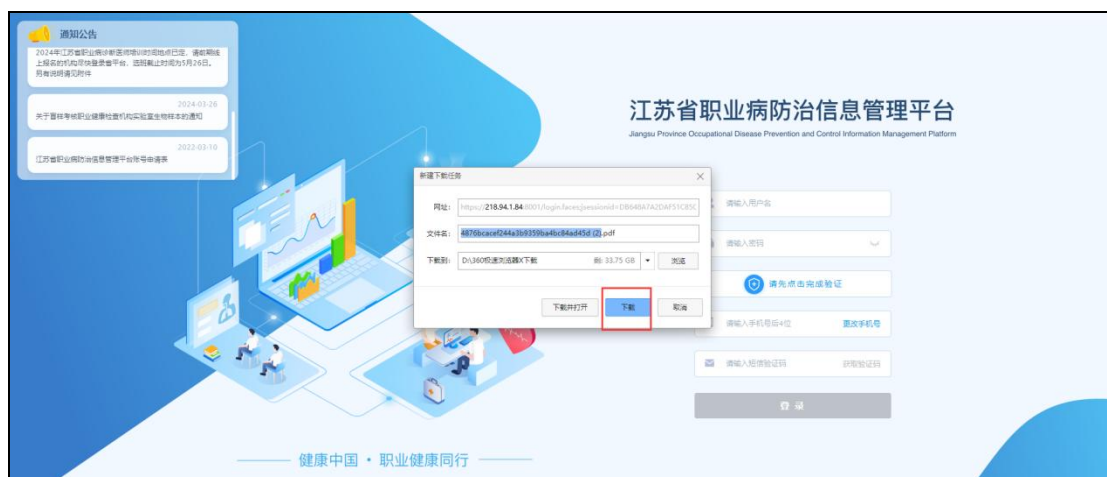 通知公告
2024年江苏省职业病诊断医师培训时间地点已定，请前期线
上报名的机构尽快登录省平台，选班截止时间为5月26日。
另有说明请见附件
2024-03-26
关于盲样考核职业健康检查机构实验室生物样本的通知
2022-03-10
江苏省职业病防治信息管理平台账号申请表
江苏省职业病防治信息管理平台
Jiangsu Province Occupational Disease Prevention and Control Information Management Platform
新建下载任务
网址： https://218.94.1.84:8001/login.faces;jsessionid=
文件名： 4876bcacef244a3b9359ba4bc84ad45d (2).pdf
下载到： D:\360极速浏览器X下载 剩: 33.75 GB 浏览
下载并打开 下载 取消
请输入用户名
请输入密码
请先点击完成验证
请输入手机号后4位 更改手机号
请输入短信验证码 获取验证码
登 录
健康中国 · 职业健康同行